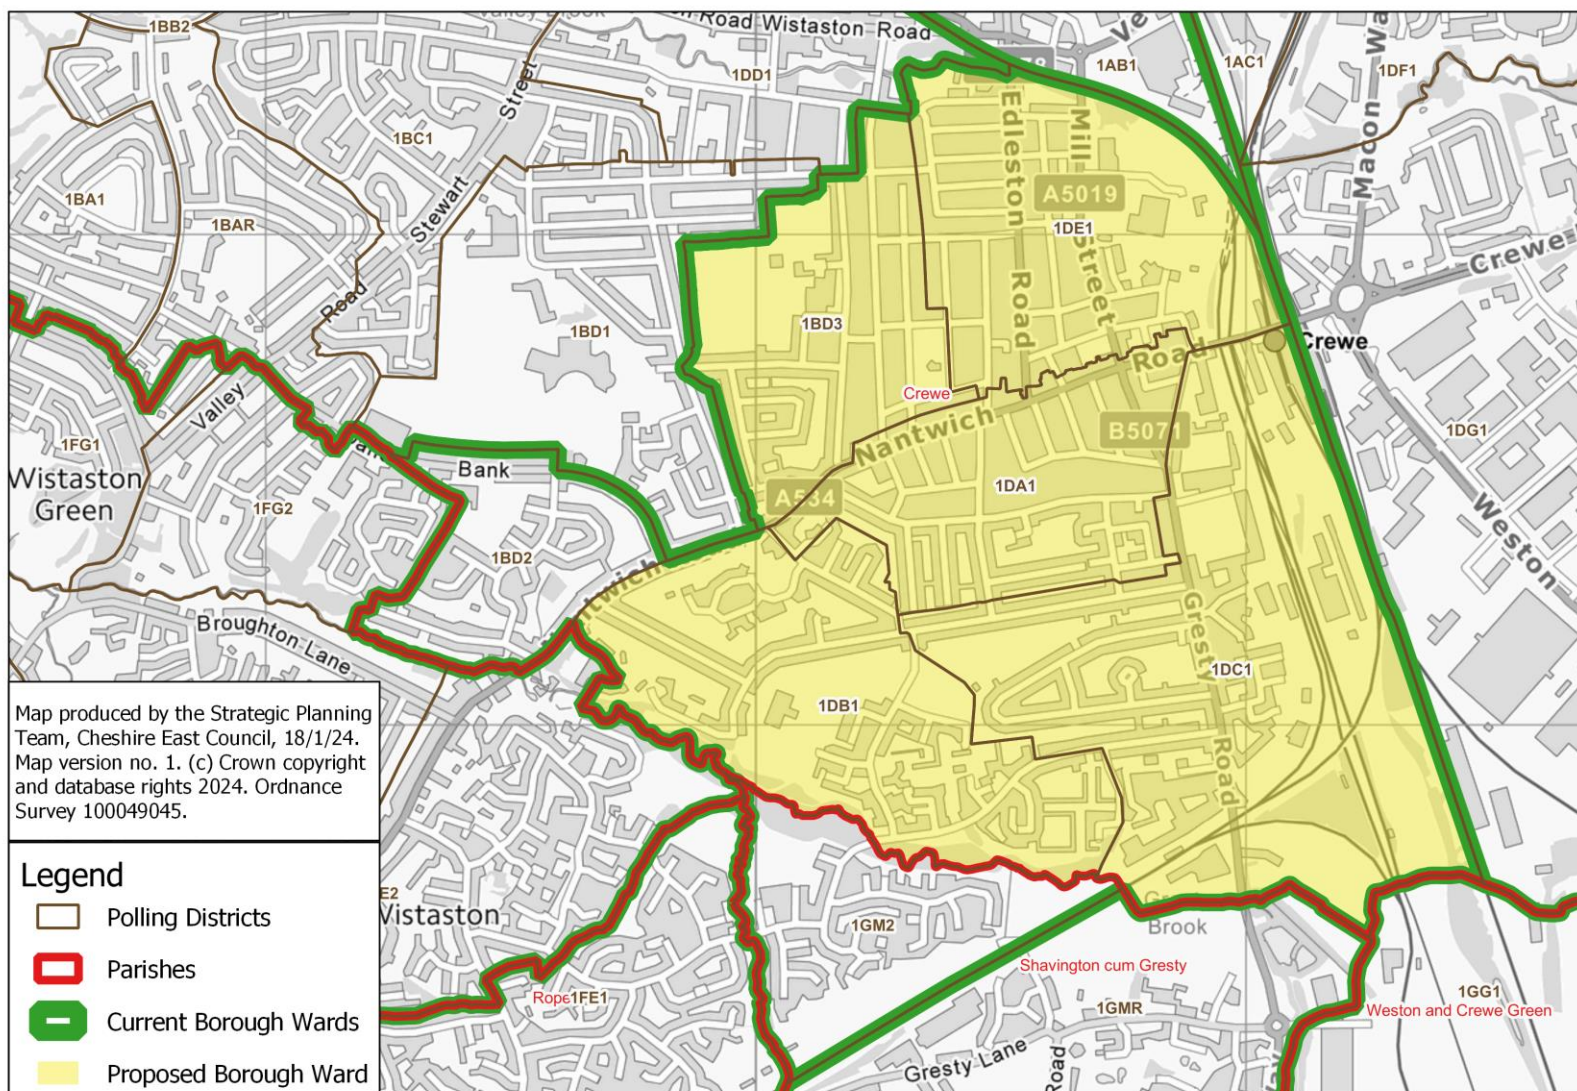 Road Wistaston Road
1BB2
1DD1
1AB1
1AC1
1DF1
Macon
Street
1BC1
Edleston
Mill
A5019
1BA1
1BAR
Stewart
1DE1
Street
Crewe
Road
Road
1BD1
1BD3
Road
Crewe
Crewe
Valley
Nantwich
B5071
1FG1
1DG1
Wistaston
Green
Bank
A534
1DA1
1FG2
Weston
1BD2
Broughton Lane
Gresty
1DC1
Map produced by the Strategic Planning
Team, Cheshire East Council, 18/1/24.
Map version no. 1. (c) Crown copyright
and database rights 2024. Ordnance
Survey 100049045.
1DB1
Road
Legend
Polling Districts
Parishes
Current Borough Wards
Proposed Borough Ward
1GM2
Brook
Shavington cum Gresty
Rope
1FE1
1GMR
1GG1
Weston and Crewe Green
Gresty Lane
Road